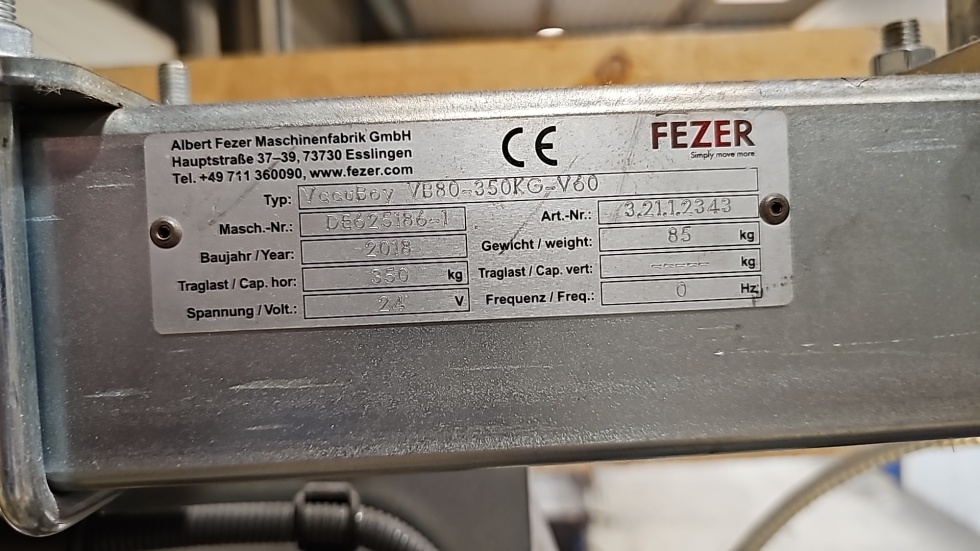 Albert Fezer Maschinenfabrik GmbH
Hauptstraße 37–39, 73730 Esslingen
Tel. +49 711 360090, www.fezer.com
CE
FEZER
Simply move more.
Typ: VacuBoy VB80-350KG-V60
Masch.-Nr.: DE625186-1
Art.-Nr.: 3.21.1.2343
Baujahr / Year: 2018
Gewicht / weight: 85 kg
Traglast / Cap. hor: 350 kg
Traglast / Cap. vert: ----- kg
Spannung / Volt.: 24 V
Frequenz / Freq.: 0 Hz